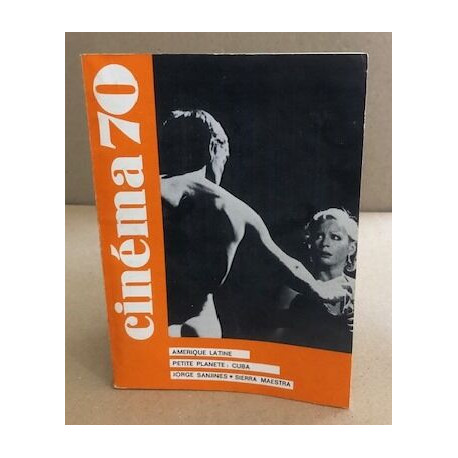 cinéma 70
AMERIQUE LATINE
PETITE PLANETE: CUBA
JORGE SANJINES • SIERRA MAESTRA